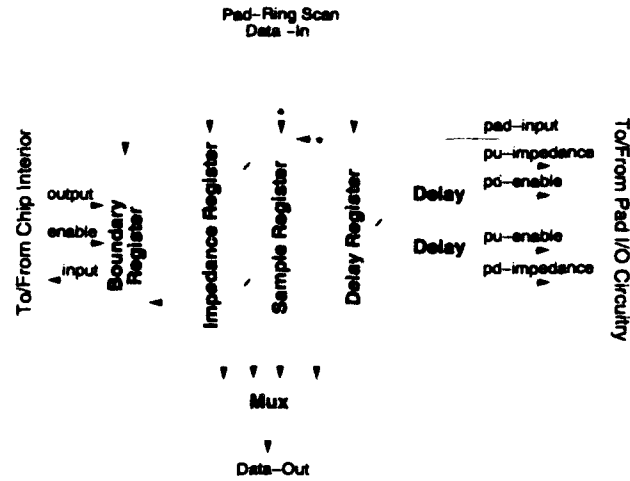 Pad-Ring Scan
Data -In
To/From Chip Interior
output
enable
input
Boundary
Register
Impedance Register
Sample Register
Delay Register
Delay
Delay
pad-input
pu-impedance
pd-enable
pu-enable
pd-impedance
To/From Pad I/O Circuitry
Mux
Data-Out